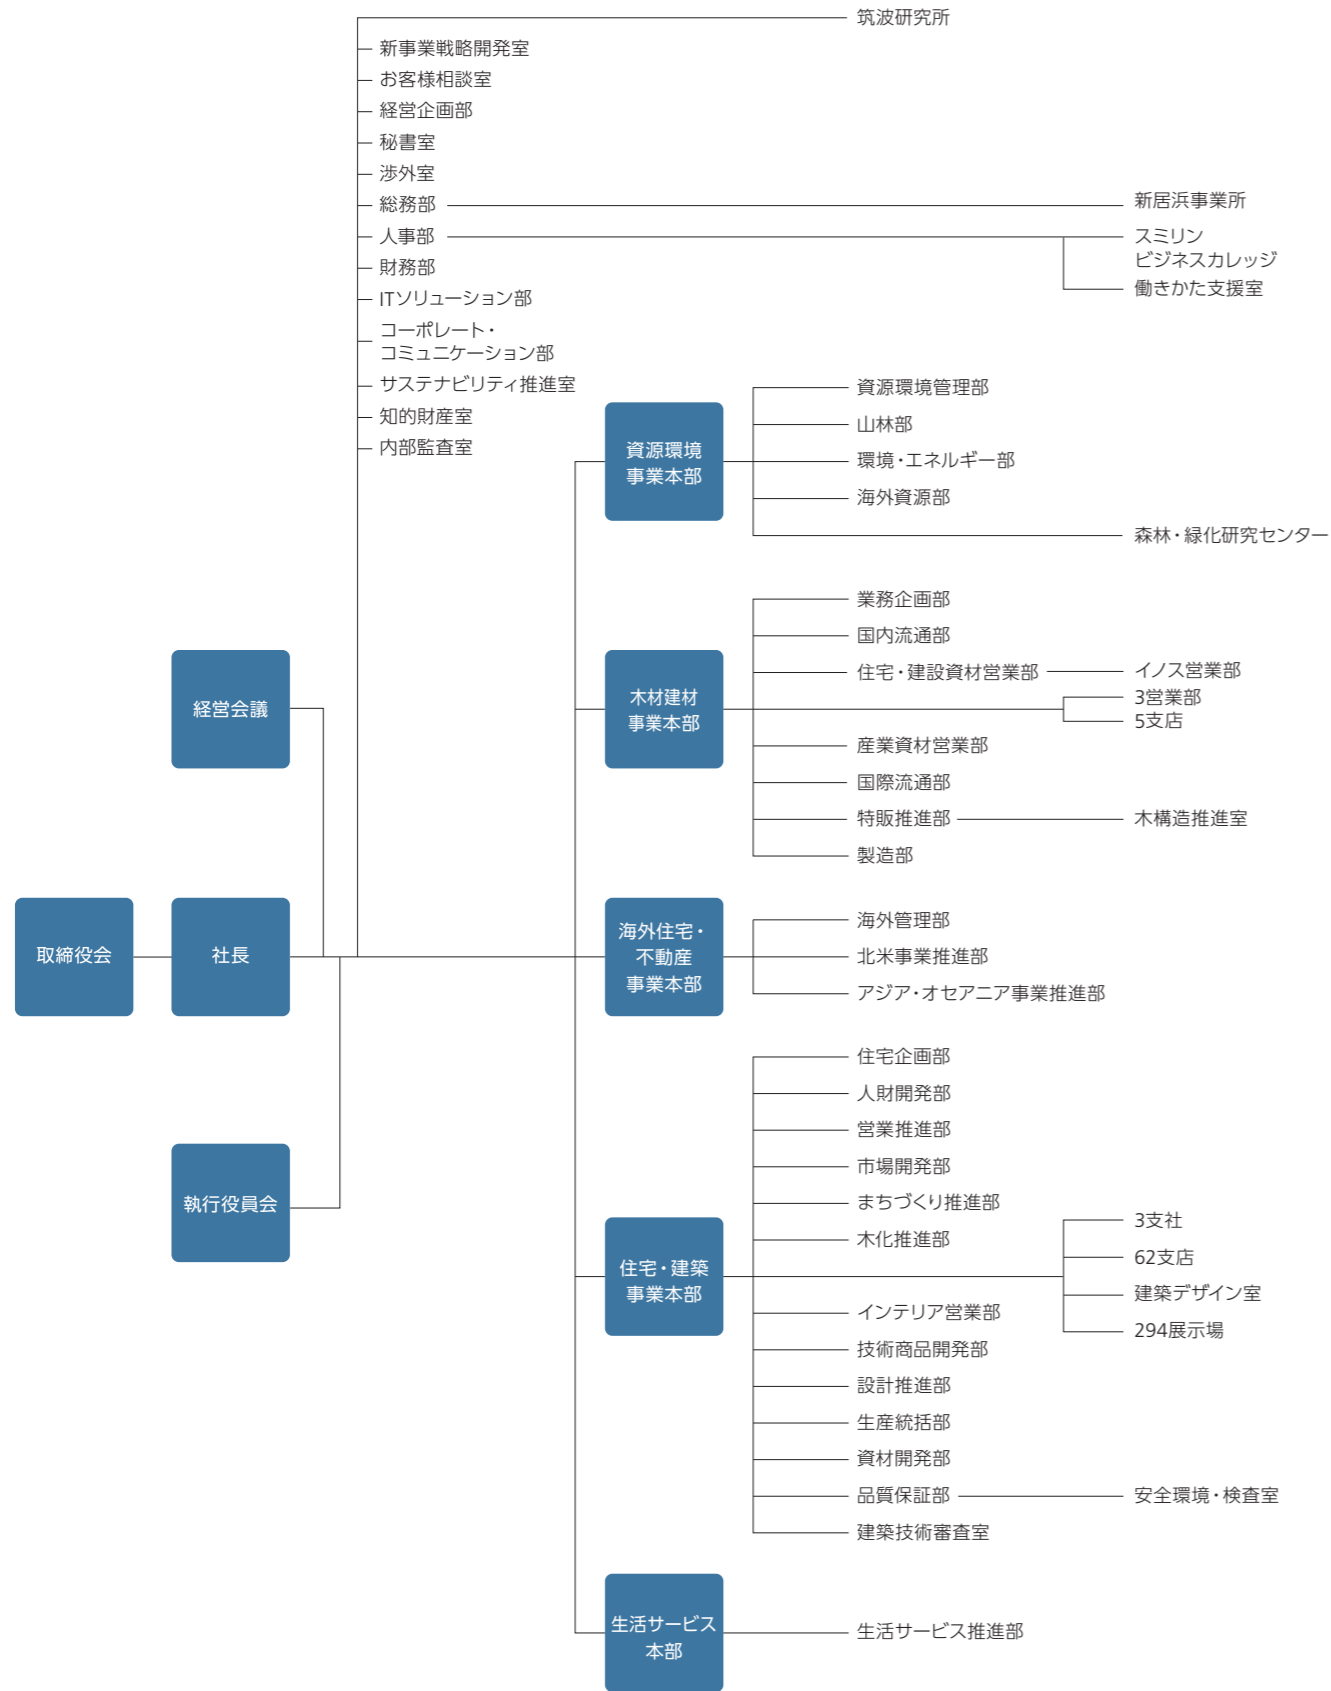 筑波研究所
新事業戦略開発室
お客様相談室
経営企画部
秘書室
渉外室
総務部
新居浜事業所
人事部
スミリン
ビジネスカレッジ
働きかた支援室
財務部
ITソリューション部
コーポレート・
コミュニケーション部
サステナビリティ推進室
知的財産室
内部監査室
資源環境
事業本部
資源環境管理部
山林部
環境・エネルギー部
海外資源部
森林・緑化研究センター
経営会議
木材建材
事業本部
業務企画部
国内流通部
住宅・建設資材営業部
イノス営業部
3営業部
5支店
産業資材営業部
国際流通部
特販推進部
木構造推進室
製造部
取締役会
社長
海外住宅・
不動産
事業本部
海外管理部
北米事業推進部
アジア・オセアニア事業推進部
執行役員会
住宅・建築
事業本部
住宅企画部
人財開発部
営業推進部
市場開発部
まちづくり推進部
木化推進部
3支社
62支店
建築デザイン室
294展示場
インテリア営業部
技術商品開発部
設計推進部
生産統括部
資材開発部
品質保証部
安全環境・検査室
建築技術審査室
生活サービス
本部
生活サービス推進部